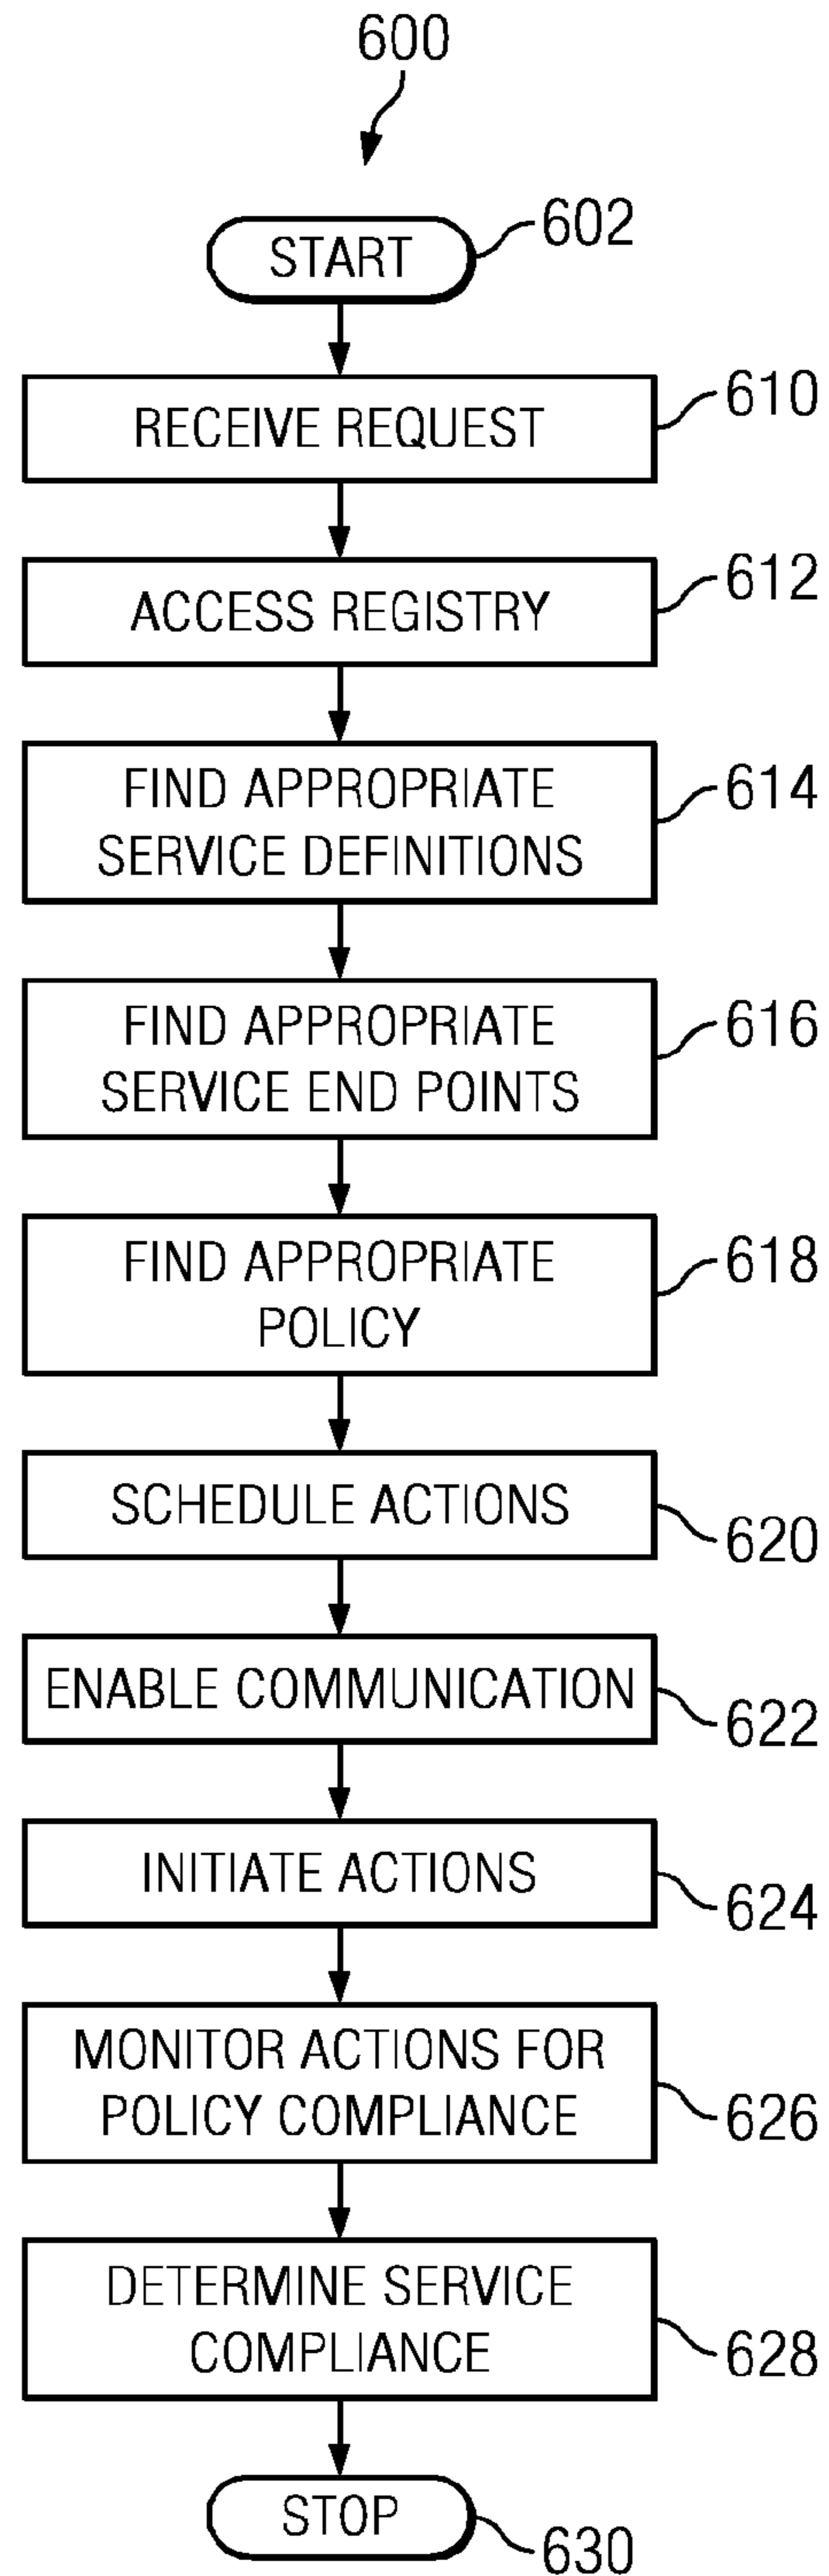 600
START
602
RECEIVE REQUEST
610
ACCESS REGISTRY
612
FIND APPROPRIATE
SERVICE DEFINITIONS
614
FIND APPROPRIATE
SERVICE END POINTS
616
FIND APPROPRIATE
POLICY
618
SCHEDULE ACTIONS
620
ENABLE COMMUNICATION
622
INITIATE ACTIONS
624
MONITOR ACTIONS FOR
POLICY COMPLIANCE
626
DETERMINE SERVICE
COMPLIANCE
628
STOP
630